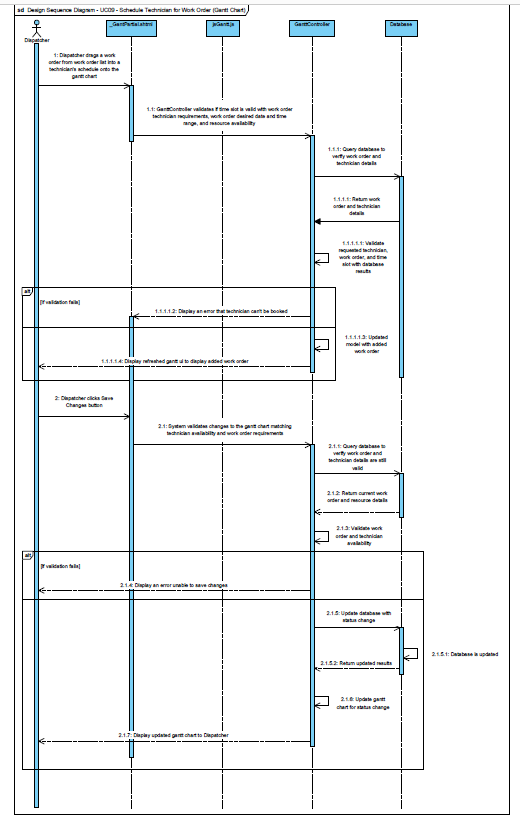 sd Design Sequence Diagram - UC09 - Schedule Technician for Work Order (Gantt Chart)
Dispatcher
_GantPartial.shtml
jsGantt.js
GanttController
Database
1: Dispatcher drags a work
order from work order list into a
technician's schedule onto the
gantt chart
1.1: GanttController validates if time slot is valid with work order
technician requirements, work order desired date and time
range, and resource availability
1.1.1: Query database to
verify work order and
technician details
1.1.1.1: Return work
order and technician
details
1.1.1.1.1: Validate
requested technician,
work order, and time
slot with database
results
alt
[if validation fails]
1.1.1.1.2: Display an error that technician can't be booked
1.1.1.1.3: Updated
model with added
work order
1.1.1.1.4: Display refreshed gantt ui to display added work order
2: Dispatcher clicks Save
Changes button
2.1: System validates changes to the gantt chart matching
technician availability and work order requirements
2.1.1: Query database to
verify work order and
technician details are still
valid
2.1.2: Return current work
order and resource details
2.1.3: Validate work
order and technician
availability
alt
[if validation fails]
2.1.4: Display an error unable to save changes
2.1.5: Update database with
status change
2.1.5.1: Database is updated
2.1.5.2: Return updated results
2.1.6: Update gantt
chart for status change
2.1.7: Display updated gantt chart to Dispatcher